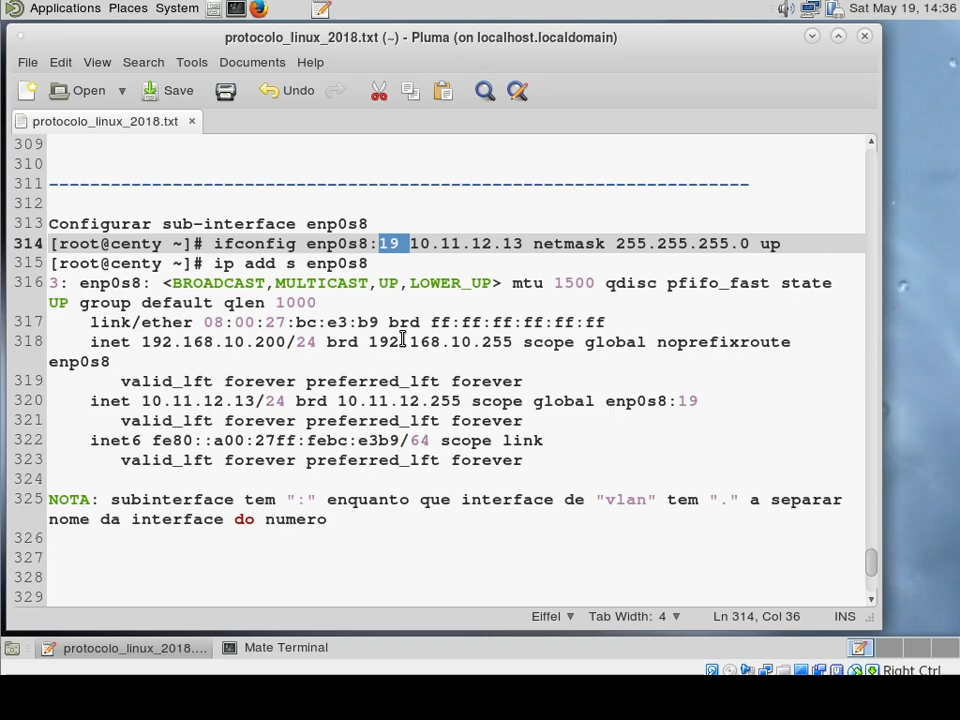 Applications Places System Sat May 19, 14:36
protocolo_linux_2018.txt (~) - Pluma (on localhost.localdomain)
File Edit View Search Tools Documents Help
Open Save Undo
protocolo_linux_2018.txt ×
309
310
311 --------------------------------------------------------------------
312
313 Configurar sub-interface enp0s8
314 [root@centy ~]# ifconfig enp0s8:19 10.11.12.13 netmask 255.255.255.0 up
315 [root@centy ~]# ip add s enp0s8
316 3: enp0s8: <BROADCAST,MULTICAST,UP,LOWER_UP> mtu 1500 qdisc pfifo_fast state
UP group default qlen 1000
317 link/ether 08:00:27:bc:e3:b9 brd ff:ff:ff:ff:ff:ff
318 inet 192.168.10.200/24 brd 192.168.10.255 scope global noprefixroute
enp0s8
319 valid_lft forever preferred_lft forever
320 inet 10.11.12.13/24 brd 10.11.12.255 scope global enp0s8:19
321 valid_lft forever preferred_lft forever
322 inet6 fe80::a00:27ff:febc:e3b9/64 scope link
323 valid_lft forever preferred_lft forever
324
325 NOTA: subinterface tem ":" enquanto que interface de "vlan" tem "." a separar
nome da interface do numero
326
327
328
329
Eiffel Tab Width: 4 Ln 314, Col 36 INS
protocolo_linux_2018.... Mate Terminal
Right Ctrl